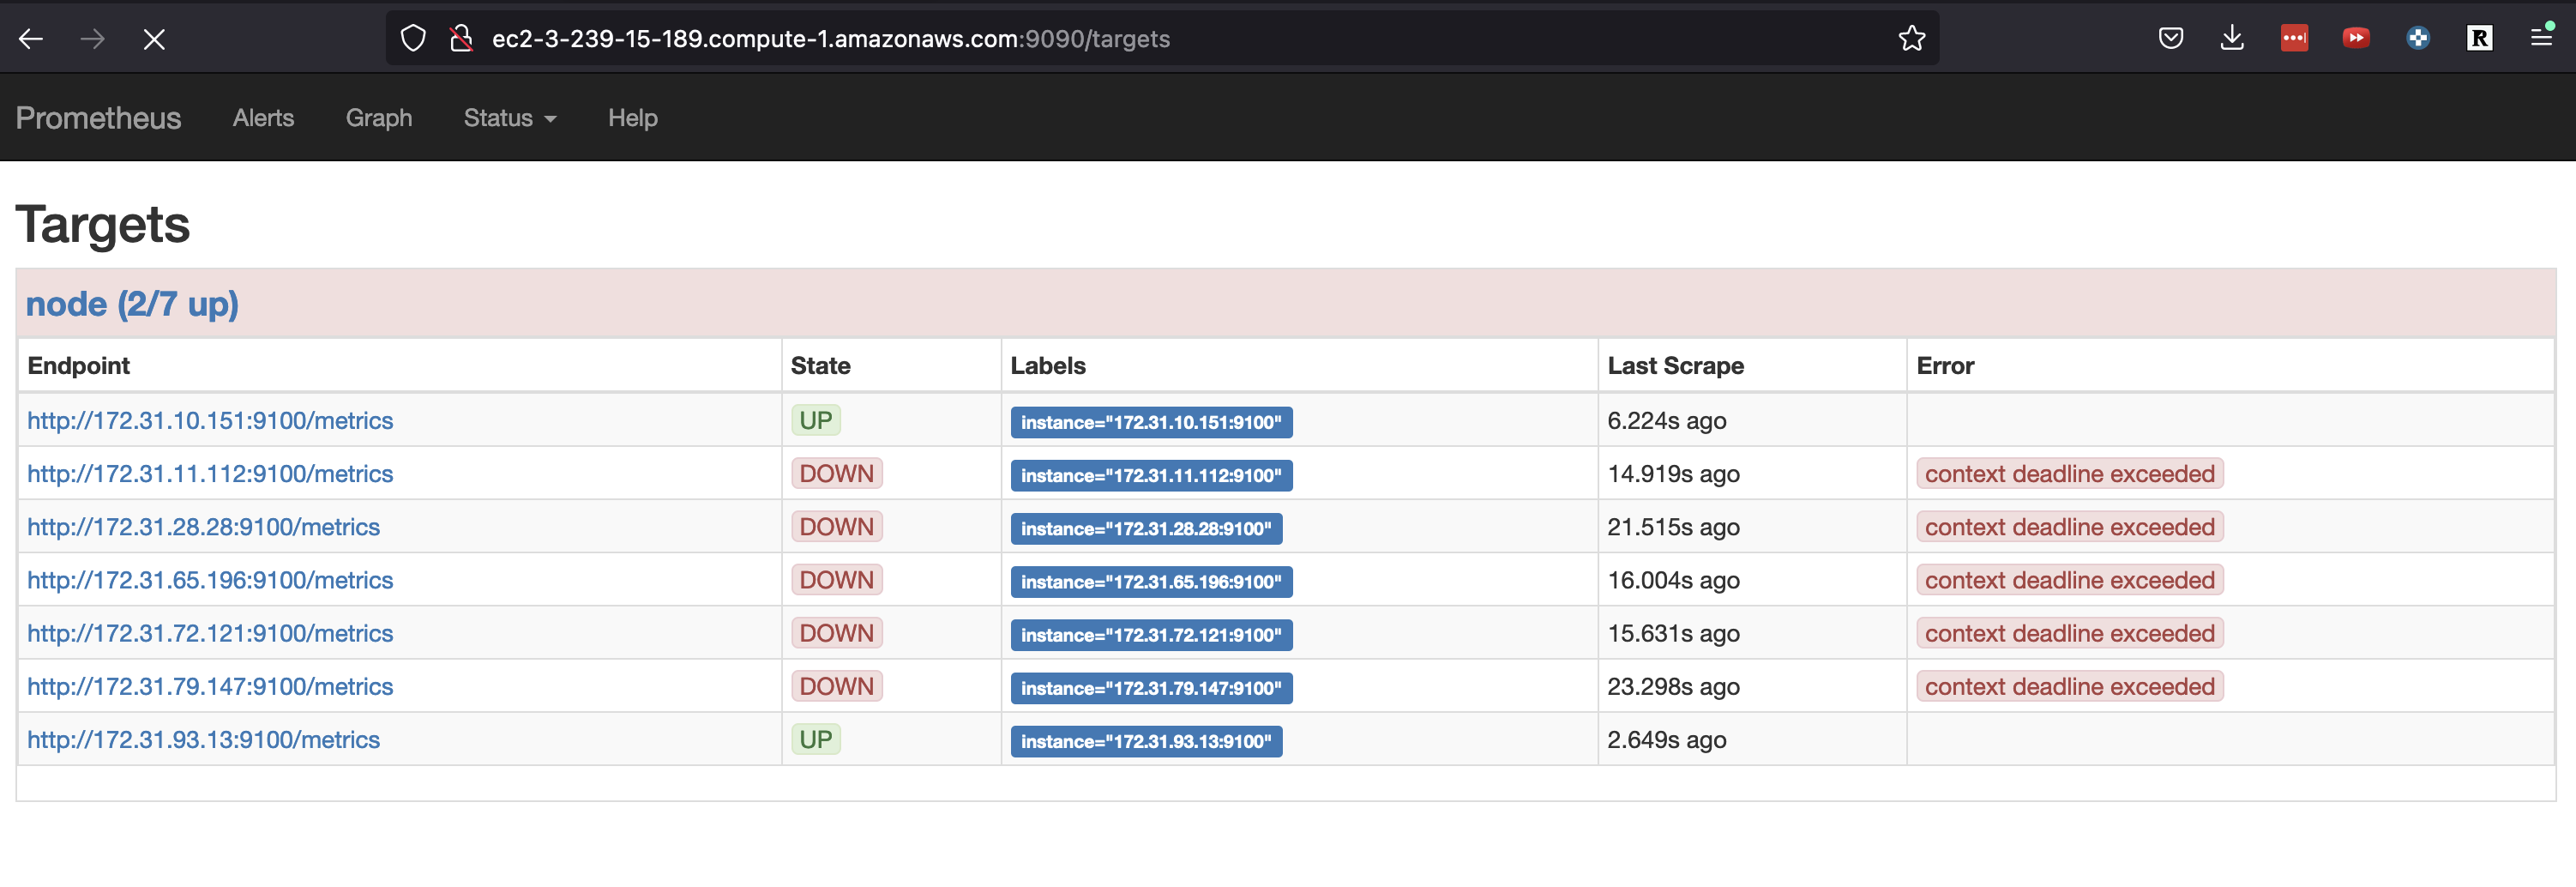 ec2-3-239-15-189.compute-1.amazonaws.com:9090/targets
Prometheus Alerts Graph Status Help
Targets
node (2/7 up)
Endpoint State Labels Last Scrape Error
http://172.31.10.151:9100/metrics UP instance="172.31.10.151:9100" 6.224s ago
http://172.31.11.112:9100/metrics DOWN instance="172.31.11.112:9100" 14.919s ago context deadline exceeded
http://172.31.28.28:9100/metrics DOWN instance="172.31.28.28:9100" 21.515s ago context deadline exceeded
http://172.31.65.196:9100/metrics DOWN instance="172.31.65.196:9100" 16.004s ago context deadline exceeded
http://172.31.72.121:9100/metrics DOWN instance="172.31.72.121:9100" 15.631s ago context deadline exceeded
http://172.31.79.147:9100/metrics DOWN instance="172.31.79.147:9100" 23.298s ago context deadline exceeded
http://172.31.93.13:9100/metrics UP instance="172.31.93.13:9100" 2.649s ago